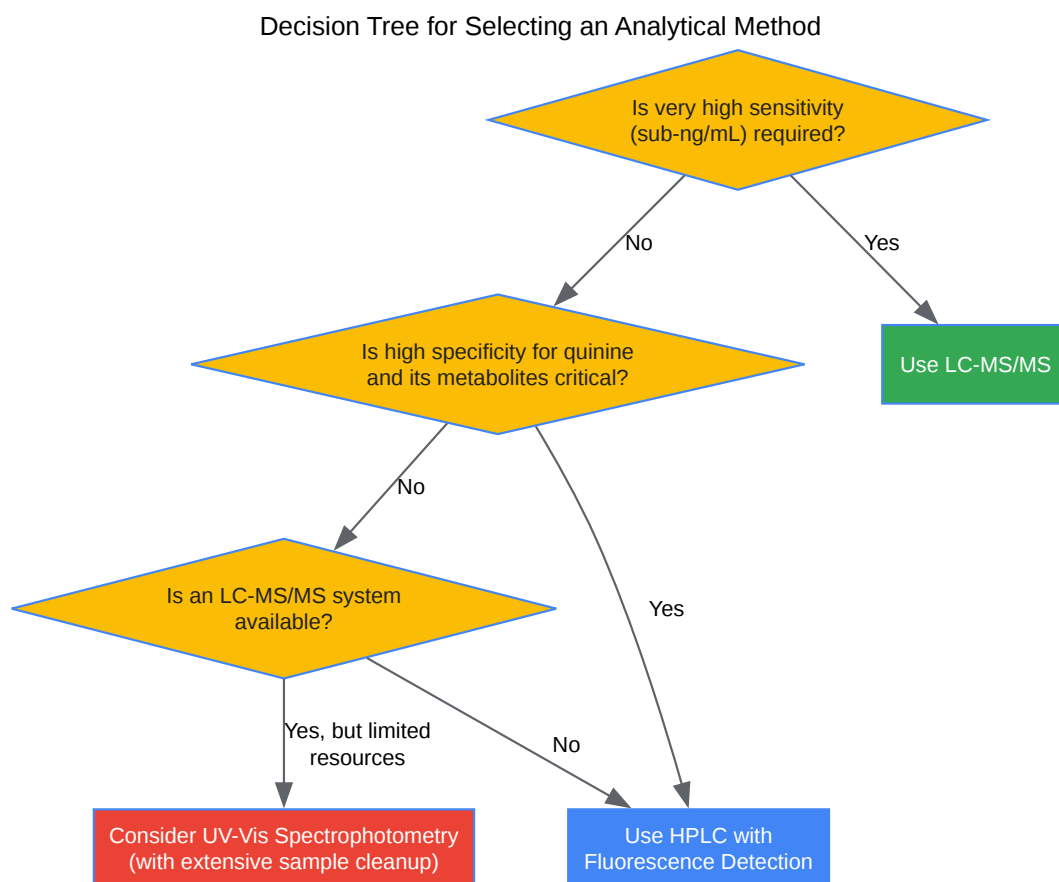 Decision Tree for Selecting an Analytical Method
Is very high sensitivity
(sub-ng/mL) required?
No
Yes
Is high specificity for quinine
and its metabolites critical?
Use LC-MS/MS
No
Is an LC-MS/MS system
available?
Yes
Yes, but limited
resources
No
Consider UV-Vis Spectrophotometry
(with extensive sample cleanup)
Use HPLC with
Fluorescence Detection